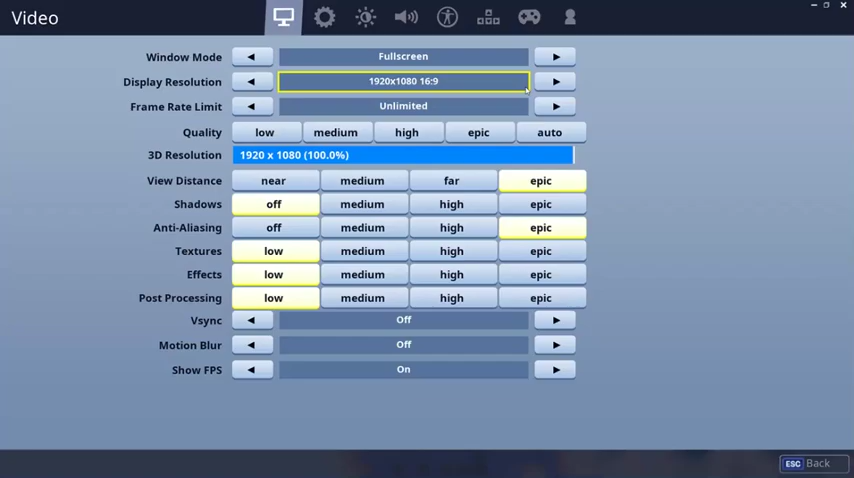 Video
Window Mode Fullscreen
Display Resolution 1920x1080 16:9
Frame Rate Limit Unlimited
Quality low medium high epic auto
3D Resolution 1920 x 1080 (100.0%)
View Distance near medium far epic
Shadows off medium high epic
Anti-Aliasing off medium high epic
Textures low medium high epic
Effects low medium high epic
Post Processing low medium high epic
Vsync Off
Motion Blur Off
Show FPS On
ESC Back